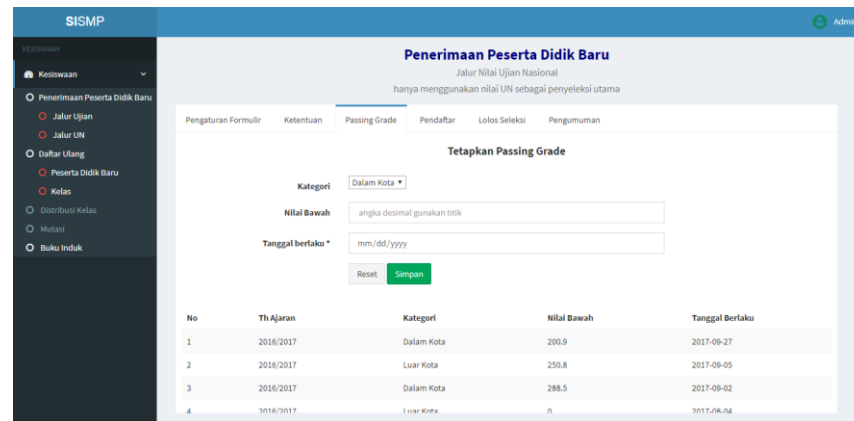 SISMP
Admi
KESISWAAN
Kesiswaan
Penerimaan Peserta Didik Baru
Jalur Ujian
Jalur UN
Daftar Ulang
Peserta Didik Baru
Kelas
Distribusi Kelas
Mutasi
Buku Induk
Penerimaan Peserta Didik Baru
Jalur Nilai Ujian Nasional
hanya menggunakan nilai UN sebagai penyeleksi utama
Pengaturan Formulir Ketentuan Passing Grade Pendaftar Lolos Seleksi Pengumuman
Tetapkan Passing Grade
Kategori Dalam Kota
Nilai Bawah angka desimal gunakan titik
Tanggal berlaku * mm/dd/yyyy
Reset Simpan
No Th Ajaran Kategori Nilai Bawah Tanggal Berlaku
1 2016/2017 Dalam Kota 200.9 2017-09-27
2 2016/2017 Luar Kota 250.8 2017-09-05
3 2016/2017 Dalam Kota 288.5 2017-09-02
4 2016/2017 Luar Kota 0 2017-08-04